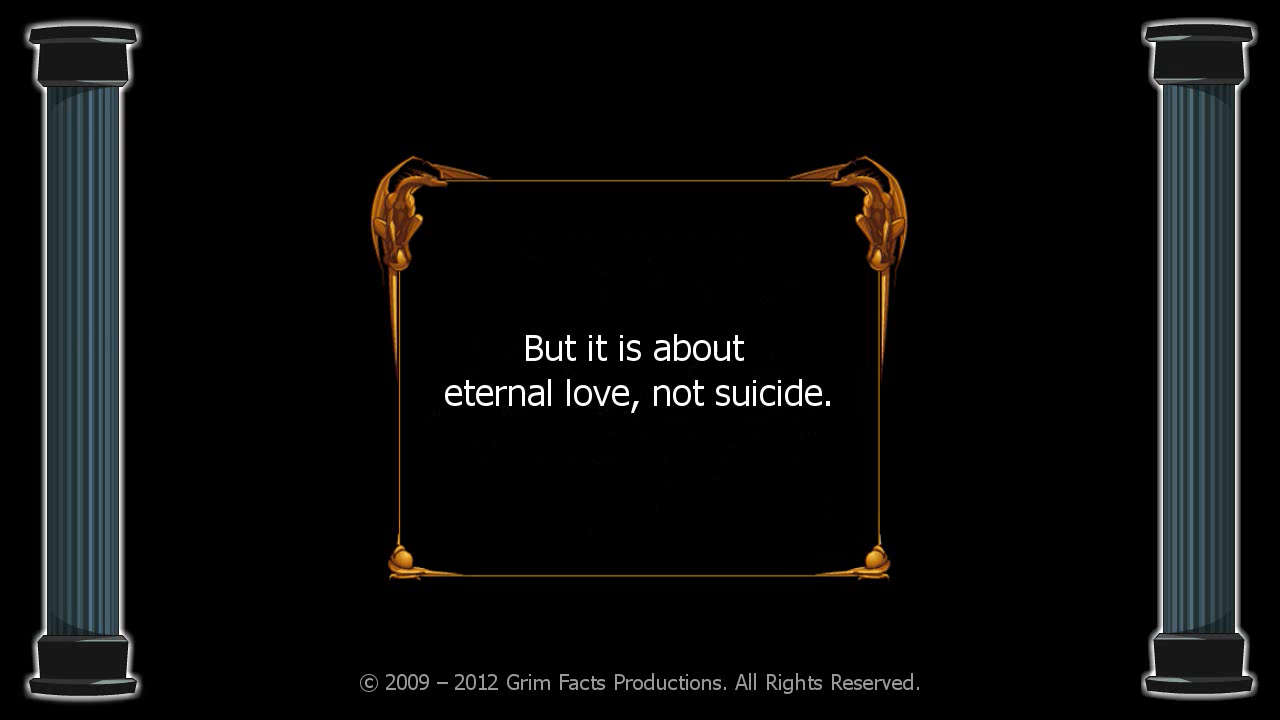 But it is about
eternal love, not suicide.
© 2009 – 2012 Grim Facts Productions. All Rights Reserved.